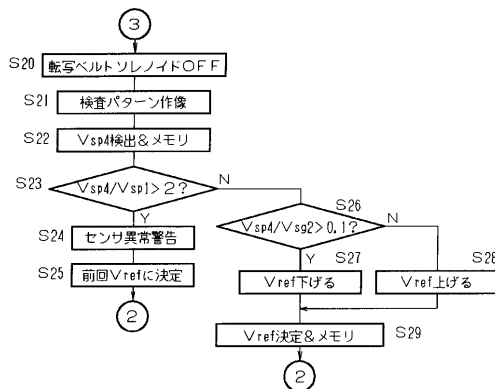 3
S20 転写ベルトソレノイドOFF
S21 検査パターン作像
S22 Vsp4検出&メモリ
S23 Vsp4/Vsp1>2? N
Y
S24 センサ異常警告
S25 前回Vrefに決定
2
S26 Vsp4/Vsg2>0.1? N
Y
S27 Vref下げる
S28 Vref上げる
Vref決定&メモリ S29
2